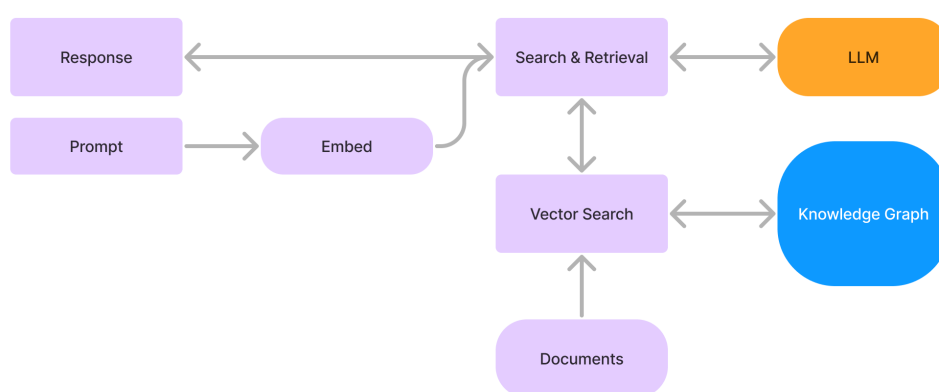 Response
Search & Retrieval
LLM
Prompt
Embed
Vector Search
Knowledge Graph
Documents